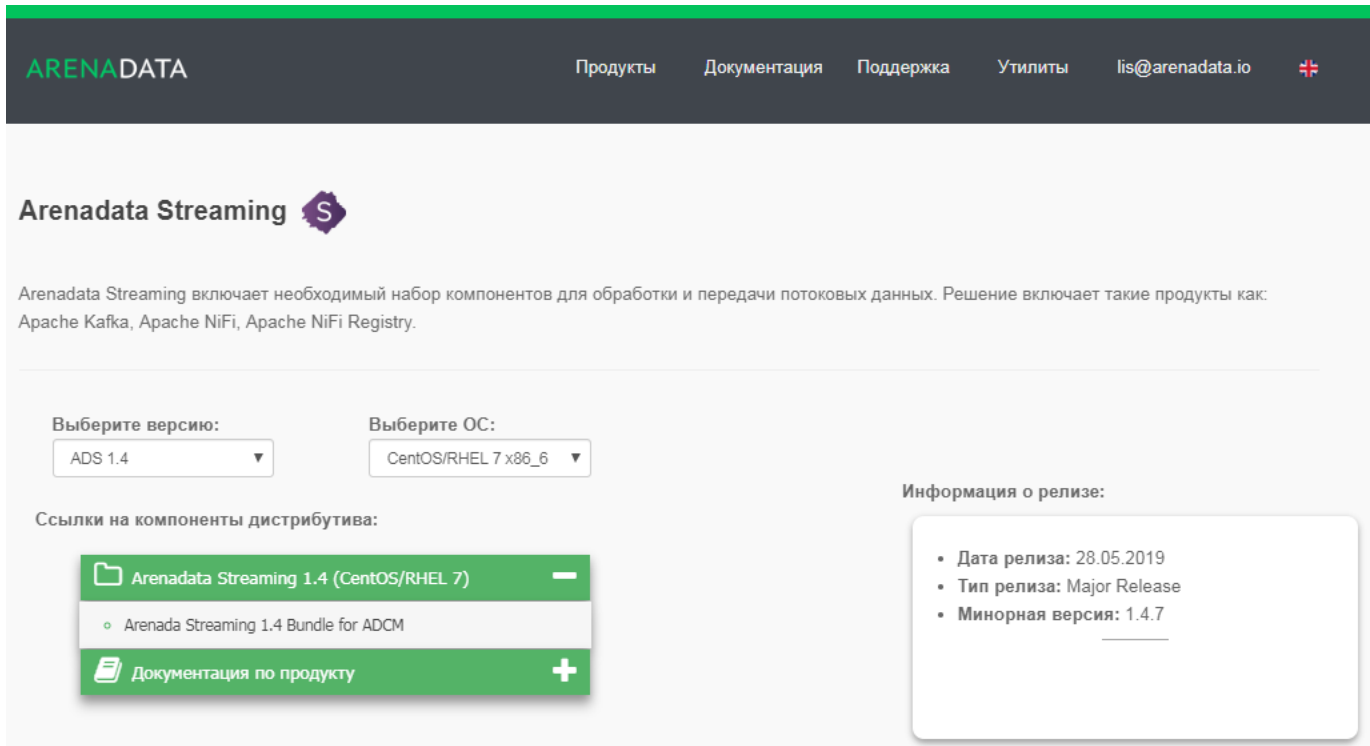 ARENADATA
Продукты Документация Поддержка Утилиты lis@arenadata.io
Arenadata Streaming S
Arenadata Streaming включает необходимый набор компонентов для обработки и передачи потоковых данных. Решение включает такие продукты как:
Apache Kafka, Apache NiFi, Apache NiFi Registry.
Выберите версию: Выберите ОС:
ADS 1.4 CentOS/RHEL 7 x86_6
Информация о релизе:
Ссылки на компоненты дистрибутива:
Arenadata Streaming 1.4 (CentOS/RHEL 7)
Arenada Streaming 1.4 Bundle for ADCM
Документация по продукту
Дата релиза: 28.05.2019
Тип релиза: Major Release
Минорная версия: 1.4.7